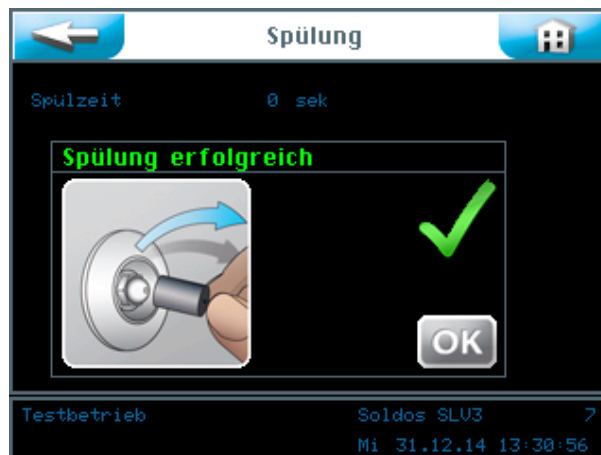 Spülung
Spülzeit 0 sek
Spülung erfolgreich
OK
Testbetrieb Soldos SLV3 7
Mi 31.12.14 13:30:56